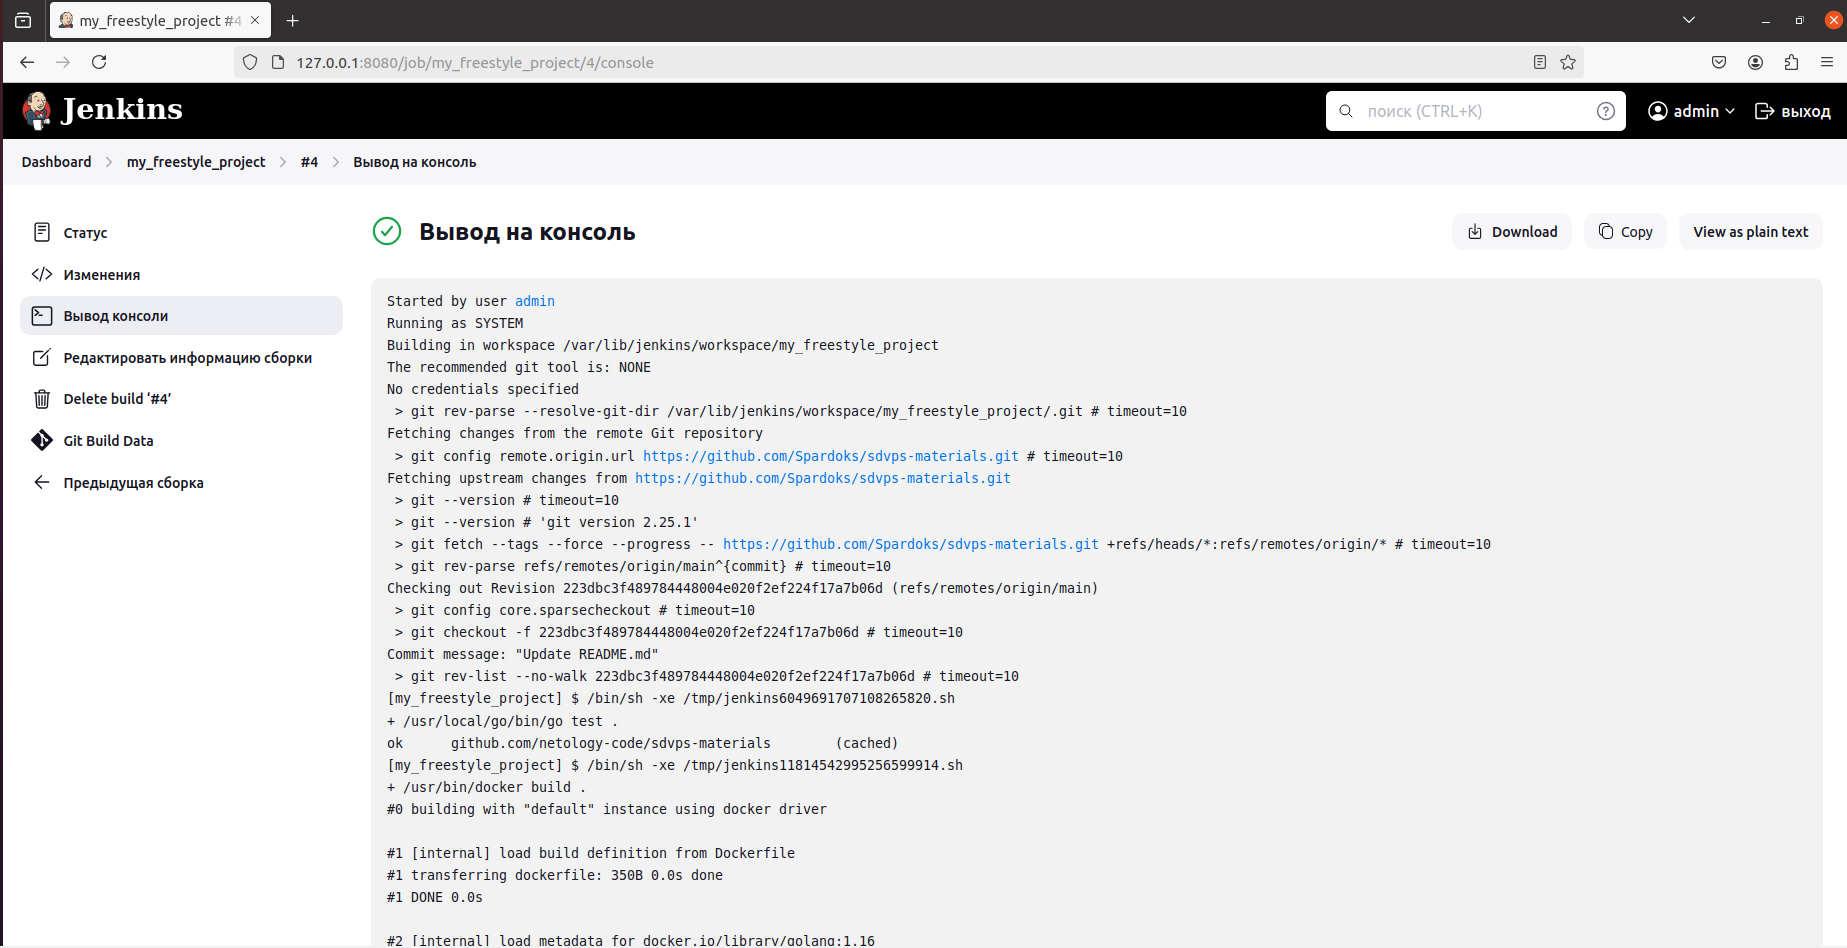 my_freestyle_project #4
127.0.0.1:8080/job/my_freestyle_project/4/console
Jenkins
поиск (CTRL+K)
admin
выход
Dashboard
my_freestyle_project
#4
Вывод на консоль
Статус
Изменения
Вывод консоли
Редактировать информацию сборки
Delete build ‘#4’
Git Build Data
Предыдущая сборка
Вывод на консоль
Download
Copy
View as plain text
Started by user admin
Running as SYSTEM
Building in workspace /var/lib/jenkins/workspace/my_freestyle_project
The recommended git tool is: NONE
No credentials specified
> git rev-parse --resolve-git-dir /var/lib/jenkins/workspace/my_freestyle_project/.git # timeout=10
Fetching changes from the remote Git repository
> git config remote.origin.url https://github.com/Spardoks/sdvps-materials.git # timeout=10
Fetching upstream changes from https://github.com/Spardoks/sdvps-materials.git
> git --version # timeout=10
> git --version # 'git version 2.25.1'
> git fetch --tags --force --progress -- https://github.com/Spardoks/sdvps-materials.git +refs/heads/*:refs/remotes/origin/* # timeout=10
> git rev-parse refs/remotes/origin/main^{commit} # timeout=10
Checking out Revision 223dbc3f489784448004e020f2ef224f17a7b06d (refs/remotes/origin/main)
> git config core.sparsecheckout # timeout=10
> git checkout -f 223dbc3f489784448004e020f2ef224f17a7b06d # timeout=10
Commit message: "Update README.md"
> git rev-list --no-walk 223dbc3f489784448004e020f2ef224f17a7b06d # timeout=10
[my_freestyle_project] $ /bin/sh -xe /tmp/jenkins6049691707108265820.sh
+ /usr/local/go/bin/go test .
ok github.com/netology-code/sdvps-materials (cached)
[my_freestyle_project] $ /bin/sh -xe /tmp/jenkins11814542995256599914.sh
+ /usr/bin/docker build .
#0 building with "default" instance using docker driver
#1 [internal] load build definition from Dockerfile
#1 transferring dockerfile: 350B 0.0s done
#1 DONE 0.0s
#2 [internal] load metadata for docker.io/library/golang:1.16